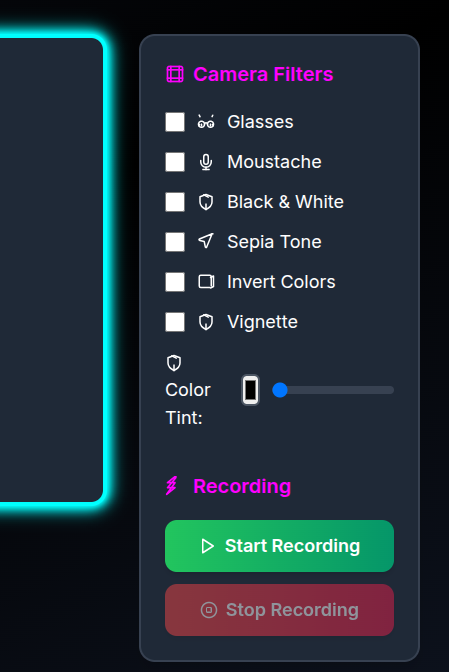 Camera Filters
Glasses
Moustache
Black & White
Sepia Tone
Invert Colors
Vignette
Color
Tint:
Recording
Start Recording
Stop Recording